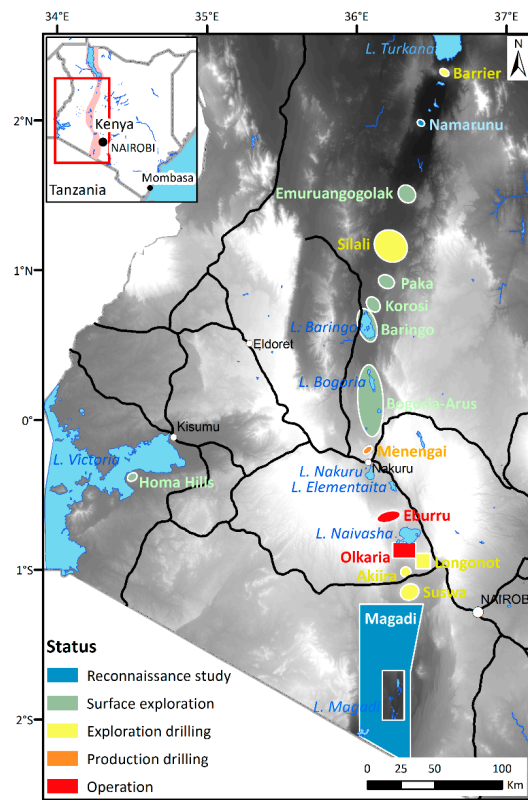 34°E
35°E
36°E
37°E
N
L. Turkana
Barrier
Kenya
NAIROBI
Mombasa
Tanzania
2°N
Namarunu
Emuruangogolak
Silali
1°N
Paka
Korosi
L. Baringo
Baringo
Eldoret
L. Bogoria
Bogoria-Arus
0°
Kisumu
Menengai
L. Victoria
L. Nakuru
Nakuru
Homa Hills
L. Elementaita
Eburru
L. Naivasha
Olkaria
Longonot
1°S
Akiira
Suswa
NAIROBI
Magadi
L. Magadi
2°S
Status
Reconnaissance study
Surface exploration
Exploration drilling
Production drilling
Operation
0 50 100
Km